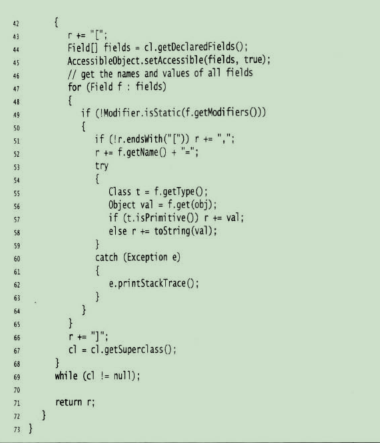 42 {
43 r += "[";
44 Field[] fields = cl.getDeclaredFields();
45 AccessibleObject.setAccessible(fields, true);
46 // get the names and values of all fields
47 for (Field f : fields)
48 {
49 if (!Modifier.isStatic(f.getModifiers()))
50 {
51 if (!r.endsWith("[")) r += ",";
52 r += f.getName() + "=";
53 try
54 {
55 Class t = f.getType();
56 Object val = f.get(obj);
57 if (t.isPrimitive()) r += val;
58 else r += toString(val);
59 }
60 catch (Exception e)
61 {
62 e.printStackTrace();
63 }
64 }
65 }
66 r += "]";
67 cl = cl.getSuperclass();
68 }
69 while (cl != null);
70
71 return r;
72 }
73 }